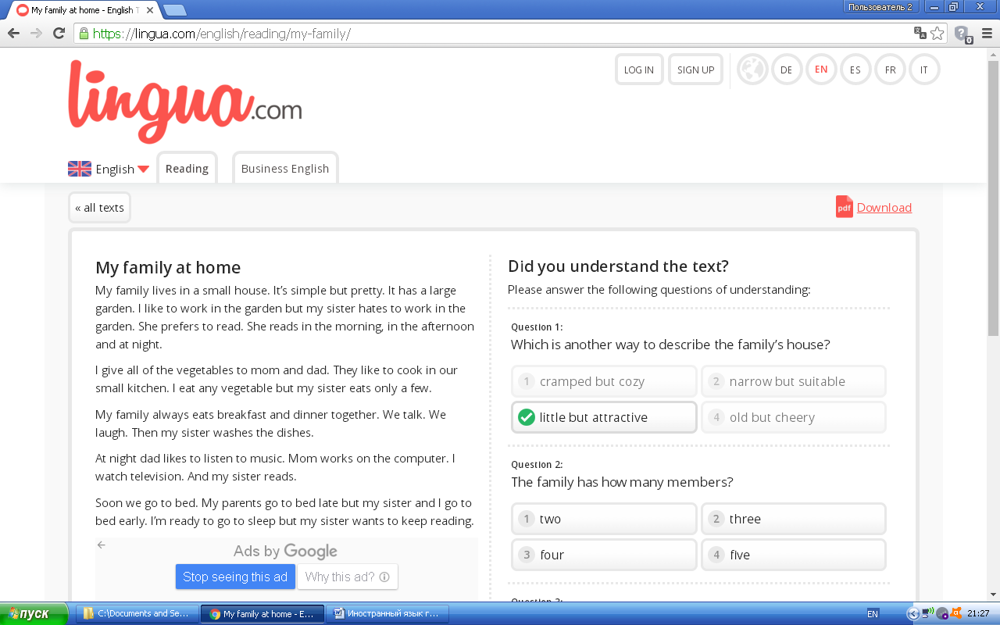 My family at home - English T
Пользователь 2
https://lingua.com/english/reading/my-family/
0
lingua.com
LOG IN
SIGN UP
DE
EN
ES
FR
IT
English
Reading
Business English
« all texts
pdf
Download
My family at home
My family lives in a small house. It’s simple but pretty. It has a large
garden. I like to work in the garden but my sister hates to work in the
garden. She prefers to read. She reads in the morning, in the afternoon
and at night.
I give all of the vegetables to mom and dad. They like to cook in our
small kitchen. I eat any vegetable but my sister eats only a few.
My family always eats breakfast and dinner together. We talk. We
laugh. Then my sister washes the dishes.
At night dad likes to listen to music. Mom works on the computer. I
watch television. And my sister reads.
Soon we go to bed. My parents go to bed late but my sister and I go to
bed early. I’m ready to go to sleep but my sister wants to keep reading.
Ads by Google
Stop seeing this ad
Why this ad?
Did you understand the text?
Please answer the following questions of understanding:
Question 1:
Which is another way to describe the family’s house?
1 cramped but cozy
2 narrow but suitable
little but attractive
4 old but cheery
Question 2:
The family has how many members?
1 two
2 three
3 four
4 five
Question 3:
пуск
C:\Documents and Se...
My family at home - E...
Иностранный язык г...
EN
21:27